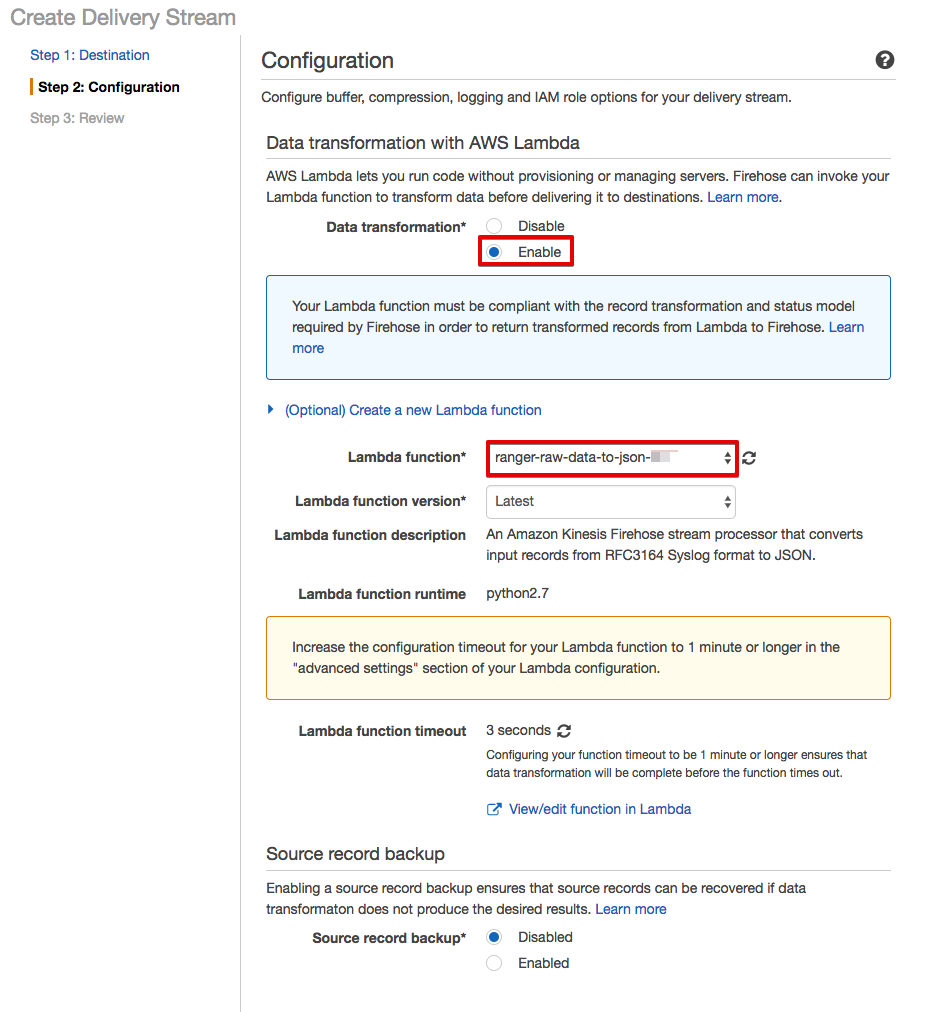 Create Delivery Stream
Step 1: Destination
Step 2: Configuration
Step 3: Review
Configuration
Configure buffer, compression, logging and IAM role options for your delivery stream.
Data transformation with AWS Lambda
AWS Lambda lets you run code without provisioning or managing servers. Firehose can invoke your
Lambda function to transform data before delivering it to destinations. Learn more.
Data transformation*
Disable
Enable
Your Lambda function must be compliant with the record transformation and status model
required by Firehose in order to return transformed records from Lambda to Firehose. Learn
more
(Optional) Create a new Lambda function
Lambda function* ranger-raw-data-to-json-
Lambda function version* Latest
Lambda function description An Amazon Kinesis Firehose stream processor that converts
input records from RFC3164 Syslog format to JSON.
Lambda function runtime python2.7
Increase the configuration timeout for your Lambda function to 1 minute or longer in the
"advanced settings" section of your Lambda configuration.
Lambda function timeout 3 seconds
Configuring your function timeout to be 1 minute or longer ensures that
data transformation will be complete before the function times out.
View/edit function in Lambda
Source record backup
Enabling a source record backup ensures that source records can be recovered if data
transformaton does not produce the desired results. Learn more
Source record backup* Disabled
Enabled